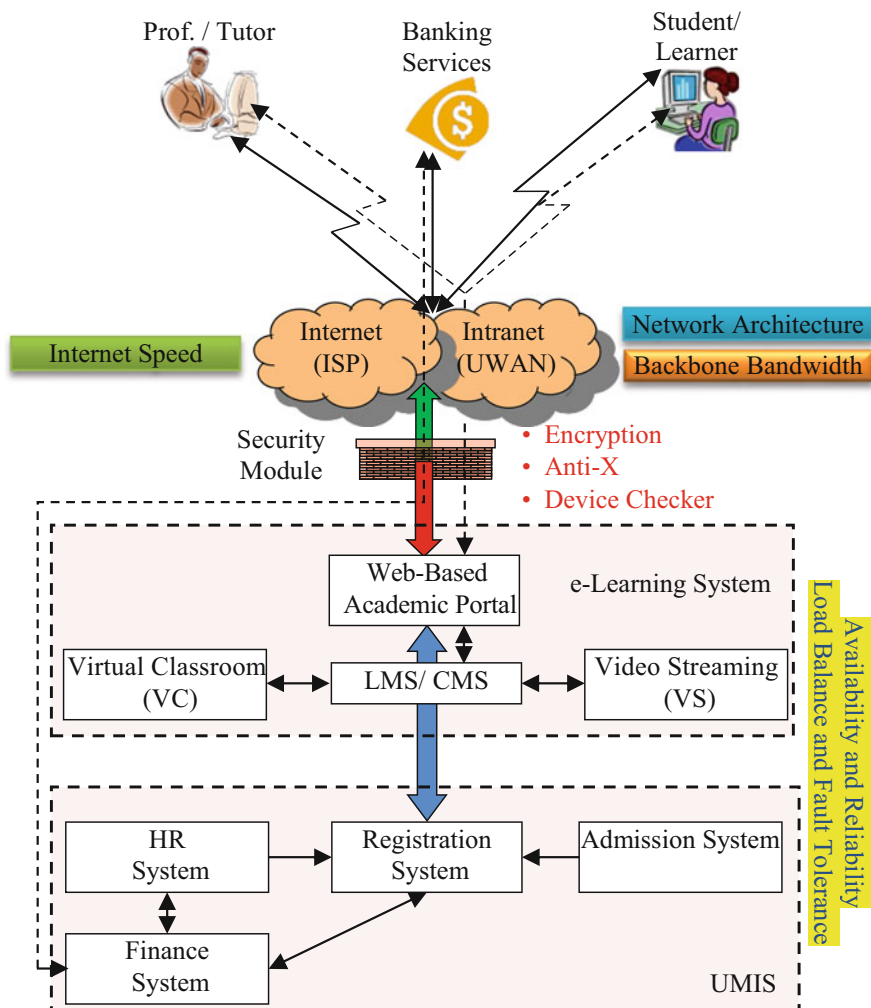 Prof. / Tutor
Banking
Services
Student/
Learner
$
Internet
(ISP)
Intranet
(UWAN)
Internet Speed
Network Architecture
Backbone Bandwidth
Security
Module
• Encryption
• Anti-X
• Device Checker
Web-Based
Academic Portal
e-Learning System
Virtual Classroom
(VC)
LMS/ CMS
Video Streaming
(VS)
Availability and Reliability
Load Balance and Fault Tolerance
HR
System
Registration
System
Admission System
Finance
System
UMIS